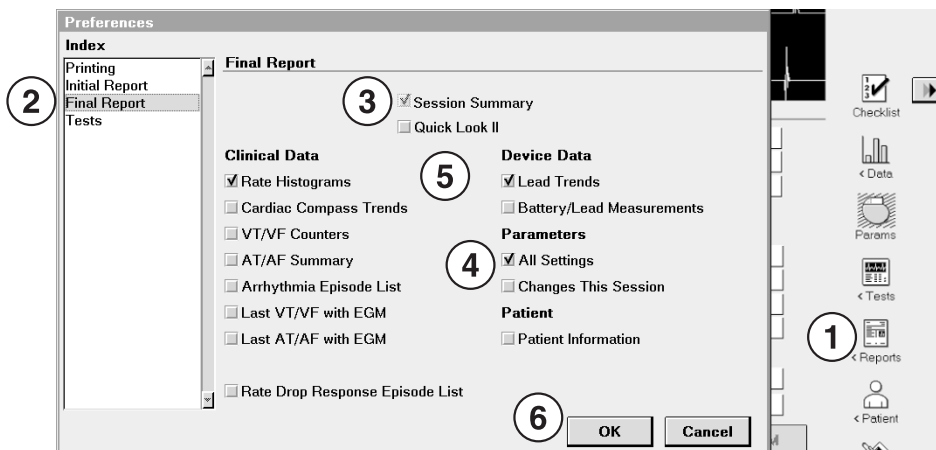 Preferences
Index
Printing
Initial Report
Final Report
Tests
2
Final Report
3
Session Summary
Quick Look II
Clinical Data
Rate Histograms
Cardiac Compass Trends
VT/VF Counters
AT/AF Summary
Arrhythmia Episode List
Last VT/VF with EGM
Last AT/AF with EGM
Rate Drop Response Episode List
5
Device Data
Lead Trends
Battery/Lead Measurements
Parameters
4
All Settings
Changes This Session
Patient
Patient Information
6
OK
Cancel
1
2
3
Checklist
< Data
Params
< Tests
1
< Reports
< Patient